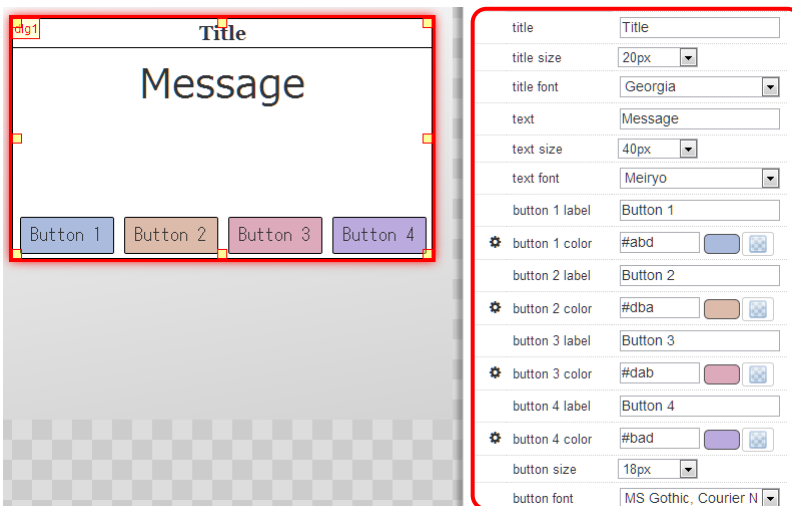 dlg1
Title
Message
Button 1 Button 2 Button 3 Button 4
title Title
title size 20px
title font Georgia
text Message
text size 40px
text font Meiryo
button 1 label Button 1
button 1 color #abd
button 2 label Button 2
button 2 color #dba
button 3 label Button 3
button 3 color #dab
button 4 label Button 4
button 4 color #bad
button size 18px
button font MS Gothic, Courier N